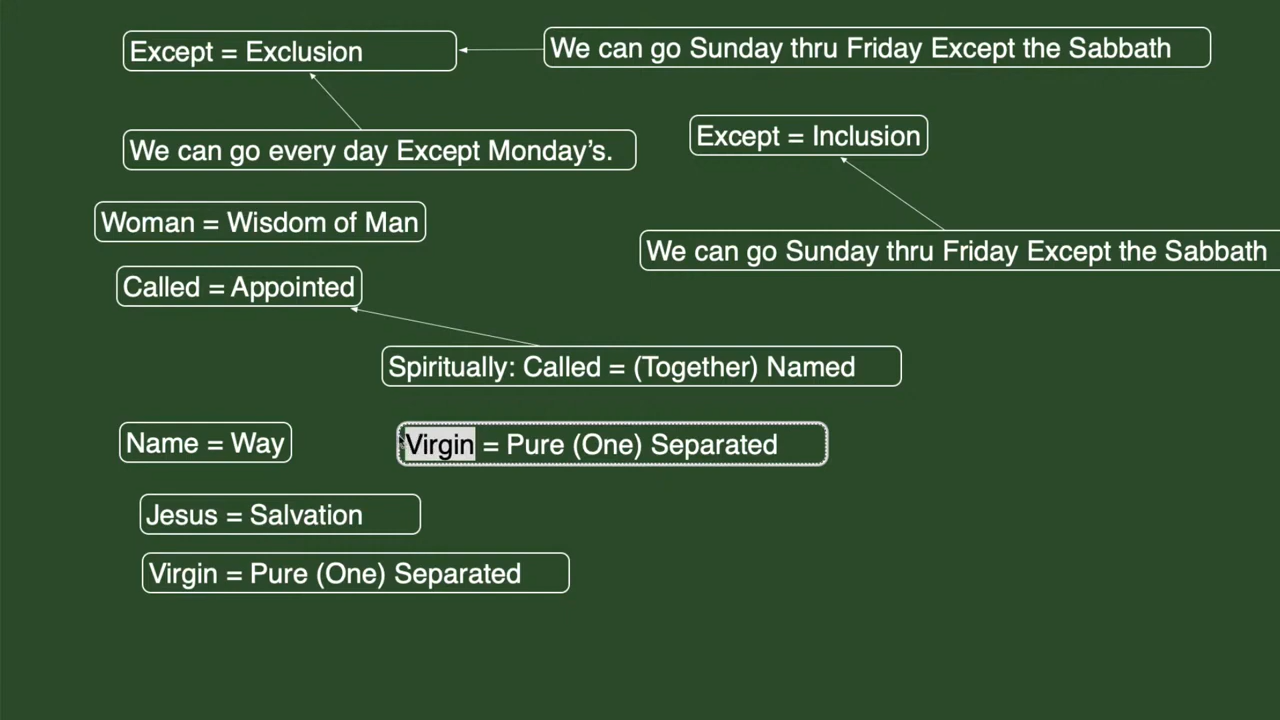 Except = Exclusion
We can go Sunday thru Friday Except the Sabbath
We can go every day Except Monday’s.
Except = Inclusion
Woman = Wisdom of Man
We can go Sunday thru Friday Except the Sabbath
Called = Appointed
Spiritually: Called = (Together) Named
Name = Way
Virgin = Pure (One) Separated
Jesus = Salvation
Virgin = Pure (One) Separated